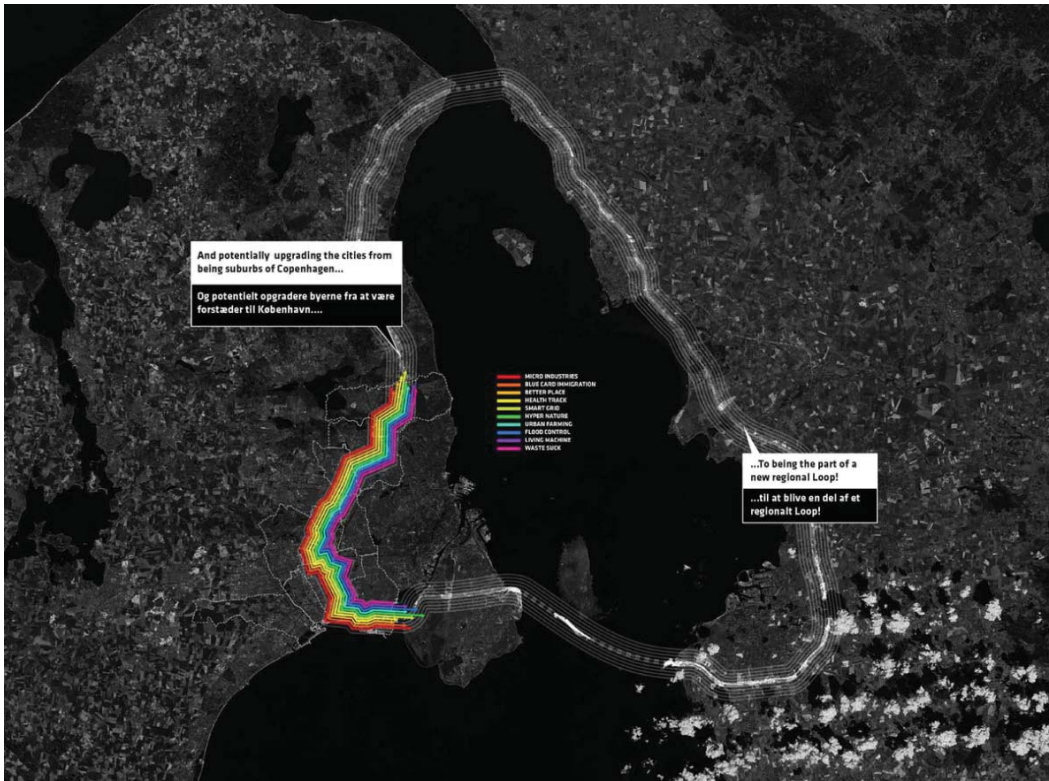 And potentially upgrading the cities from
being suburbs of Copenhagen...
Og potentielt opgradere byerne fra at være
forstæder til København....
MICRO INDUSTRIES
BLUE CARD IMMIGRATION
BETTER PLACE
HEALTH TRACK
SMART GRID
HYPER NATURE
URBAN FARMING
FLOOD CONTROL
LIVING MACHINE
WASTE SUCK
...To being the part of a
new regional Loop!
...til at blive en del af et
regionalt Loop!